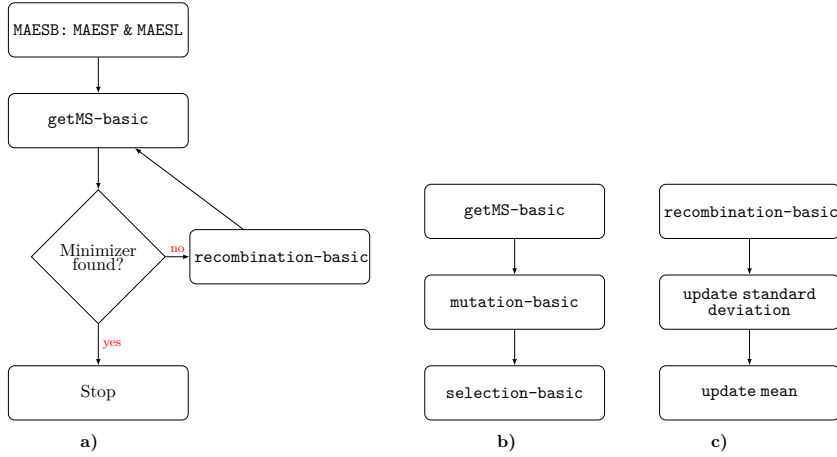 MAESB: MAESF & MAESL
getMS-basic
Minimizer
found?
no
recombination-basic
yes
Stop
a)
getMS-basic
mutation-basic
selection-basic
b)
recombination-basic
update standard
deviation
update mean
c)